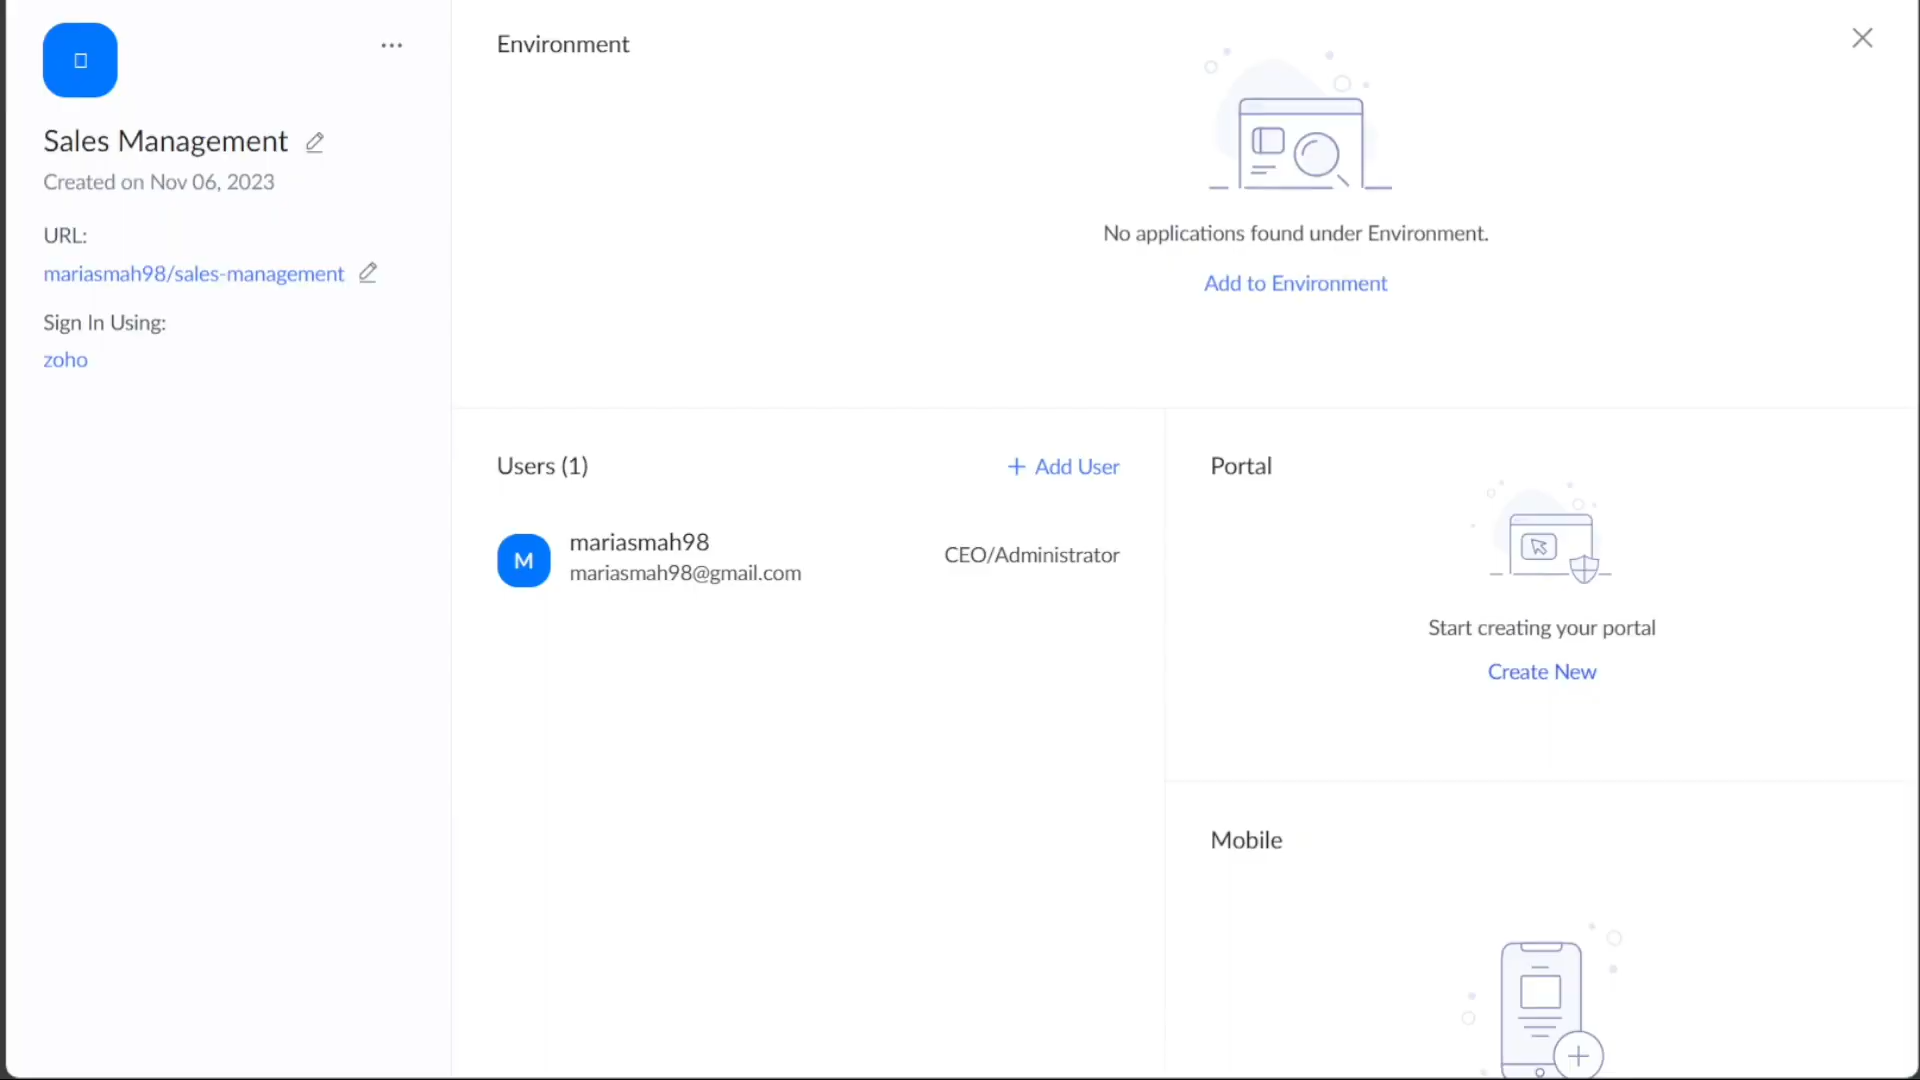 Sales Management
Created on Nov 06, 2023
URL:
mariasmah98/sales-management
Sign In Using:
zoho
Environment
No applications found under Environment.
Add to Environment
Users (1)
+ Add User
M
mariasmah98
mariasmah98@gmail.com
CEO/Administrator
Portal
Start creating your portal
Create New
Mobile